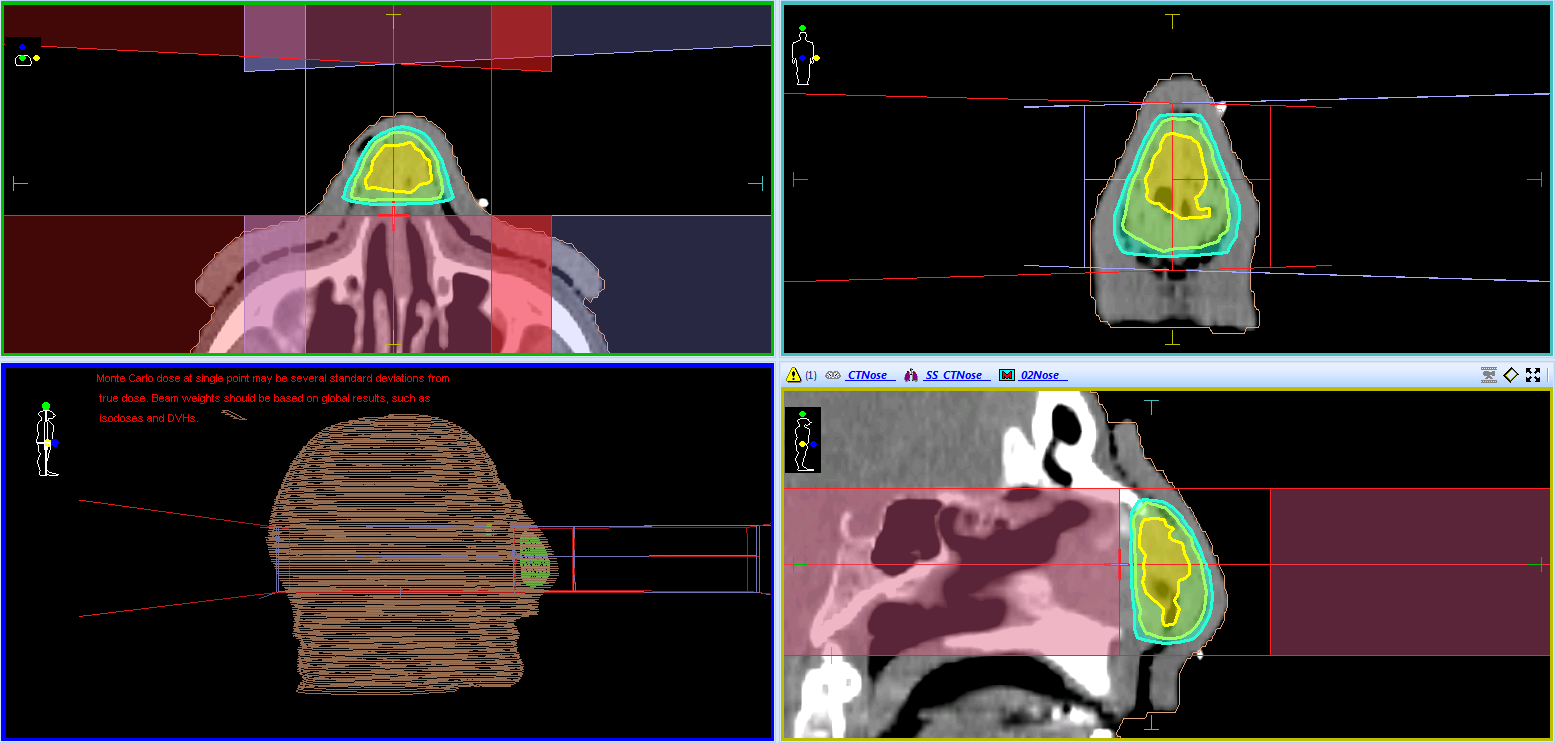 Monte Carlo dose at single point may be several standard deviations from
true dose. Beam weights should be based on global results, such as
isodoses and DVHs.
(1) CTNose SS_CTNose 02Nose